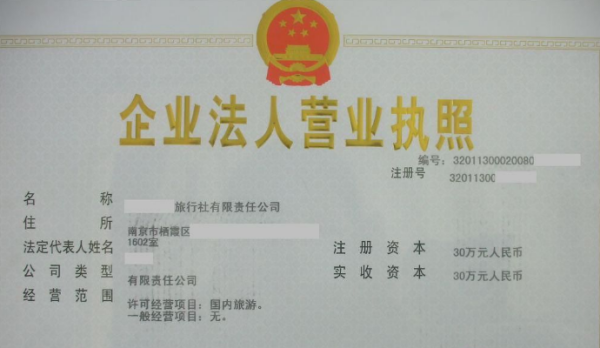 企业法人营业执照
编号：32011300020080
注册号 32011300
名称 旅行社有限责任公司
住所 南京市栖霞区
1602室
法定代表人姓名
注册资本 30万元人民币
公司类型 有限责任公司
实收资本 30万元人民币
经营范围 许可经营项目：国内旅游。
一般经营项目：无。